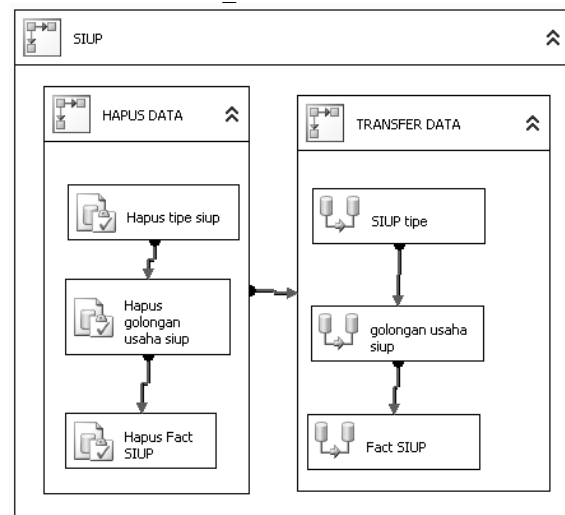 SIUP
HAPUS DATA
Hapus tipe siup
Hapus
golongan
usaha siup
Hapus Fact
SIUP
TRANSFER DATA
SIUP tipe
golongan usaha
siup
Fact SIUP